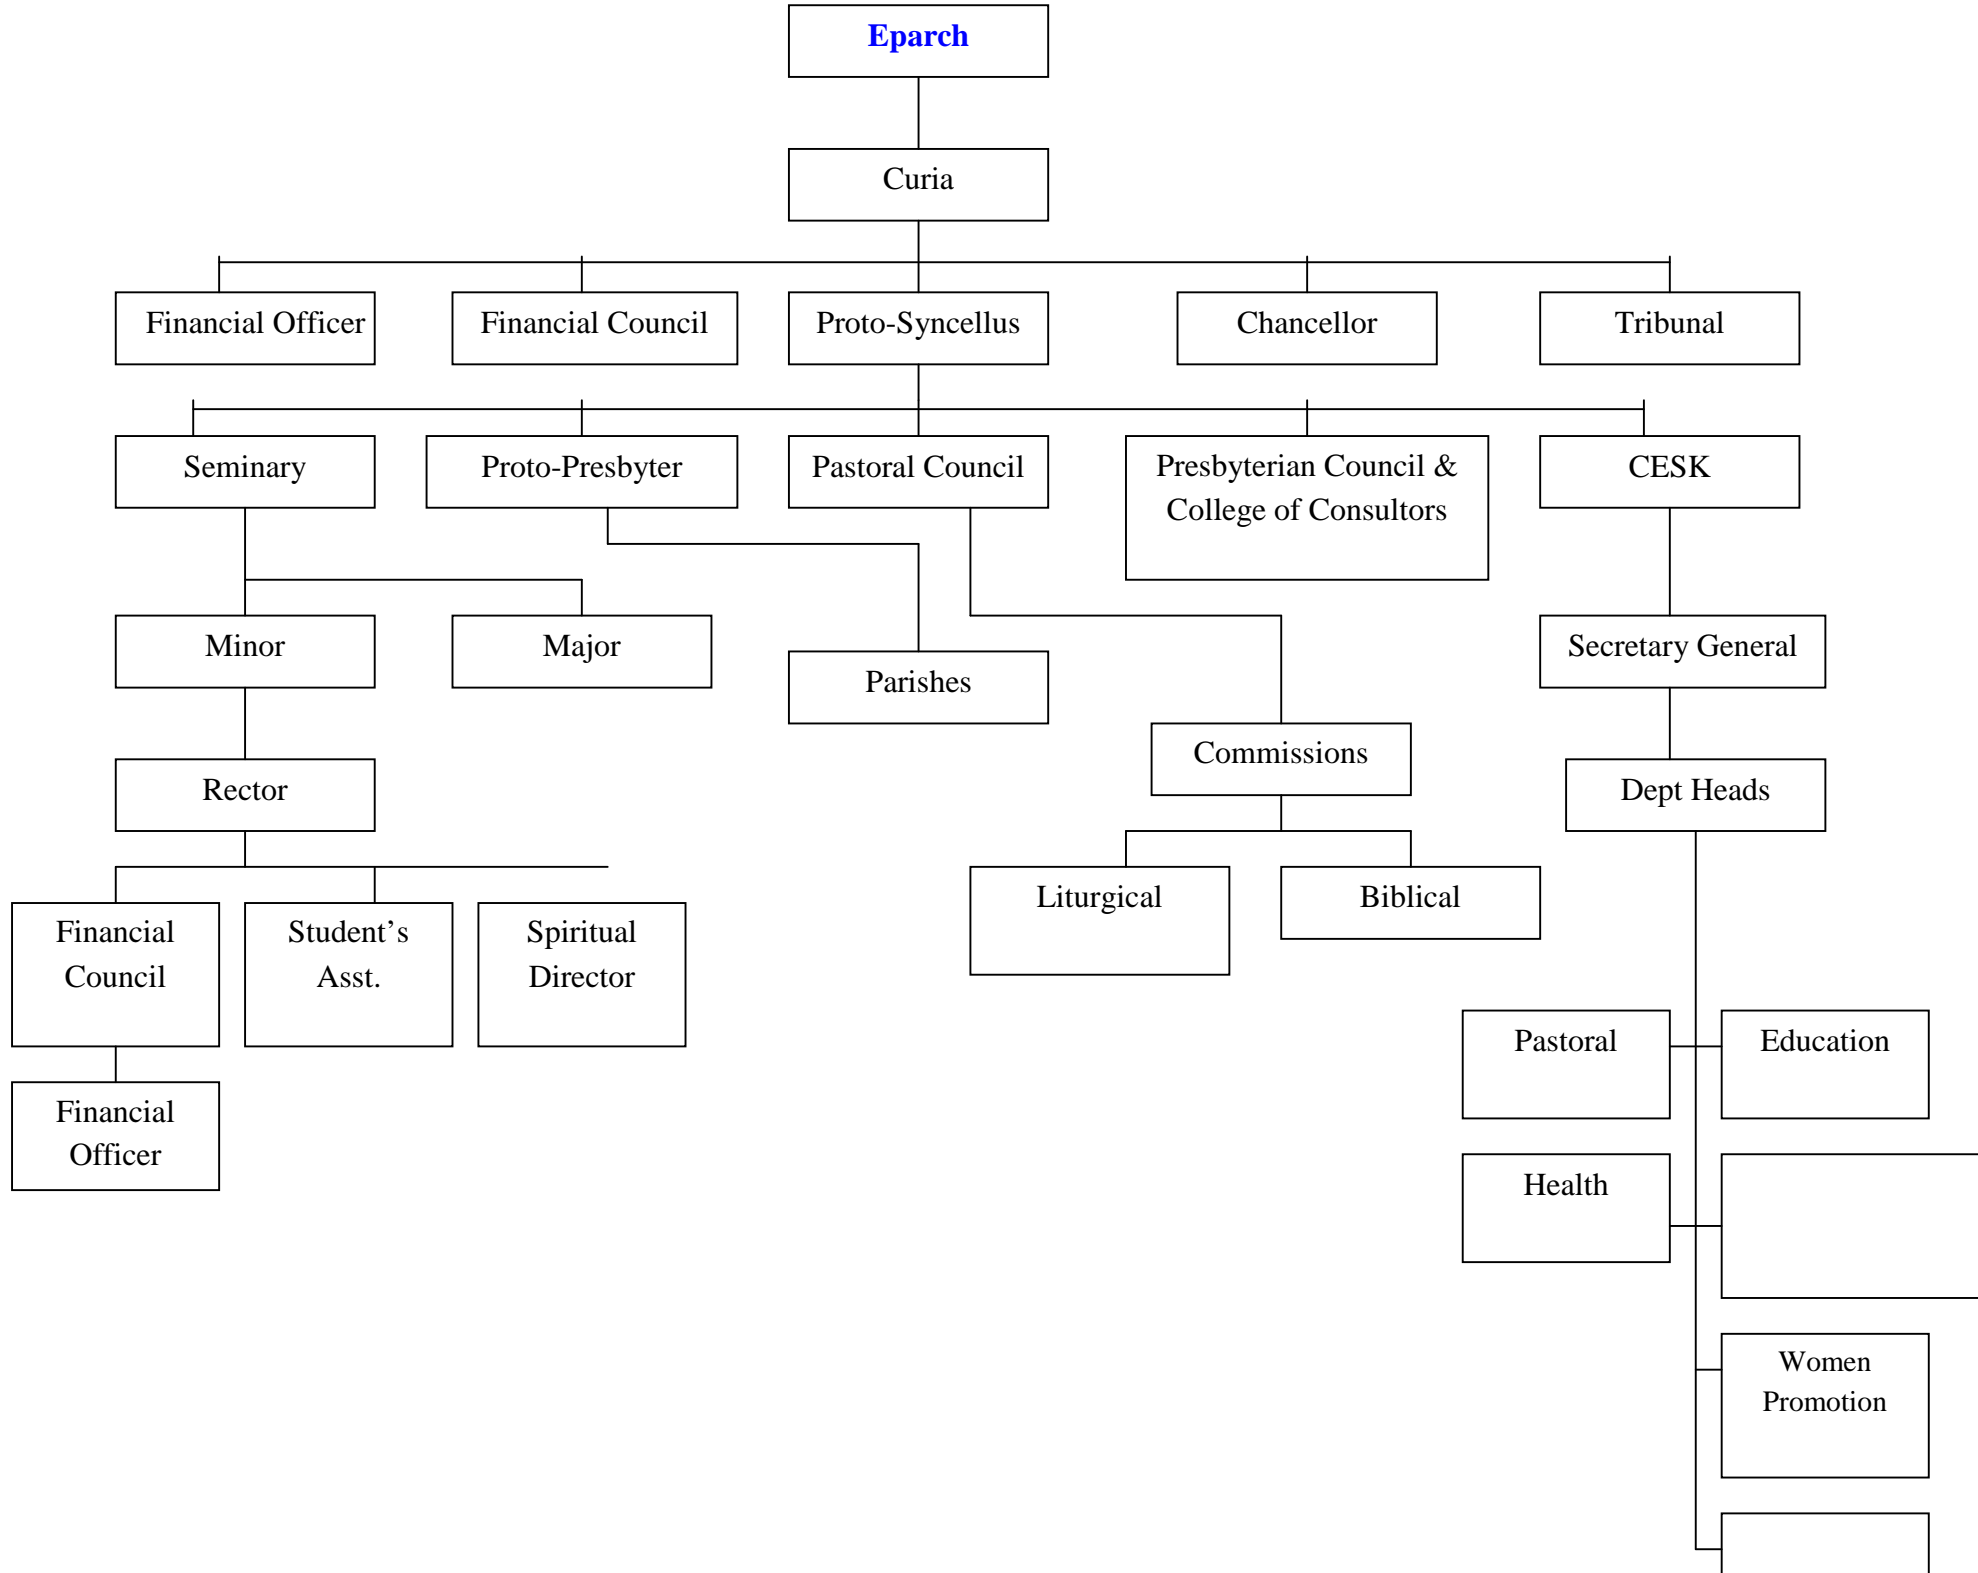 Eparch
Curia
Financial Officer
Financial Council
Proto-Syncellus
Chancellor
Tribunal
Seminary
Proto-Presbyter
Pastoral Council
Presbyterian Council &
College of Consultors
CESK
Minor
Major
Parishes
Secretary General
Commissions
Rector
Dept Heads
Liturgical
Biblical
Financial
Council
Student’s
Asst.
Spiritual
Director
Pastoral
Education
Financial
Officer
Health
Women
Promotion